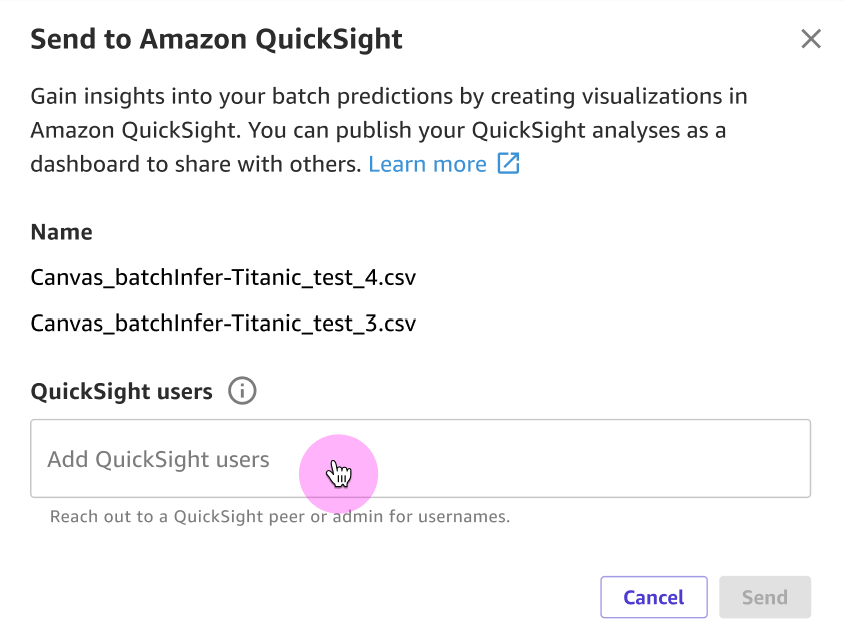 Send to Amazon QuickSight
Gain insights into your batch predictions by creating visualizations in
Amazon QuickSight. You can publish your QuickSight analyses as a
dashboard to share with others. Learn more
Name
Canvas_batchInfer-Titanic_test_4.csv
Canvas_batchInfer-Titanic_test_3.csv
QuickSight users
Add QuickSight users
Reach out to a QuickSight peer or admin for usernames.
Cancel Send